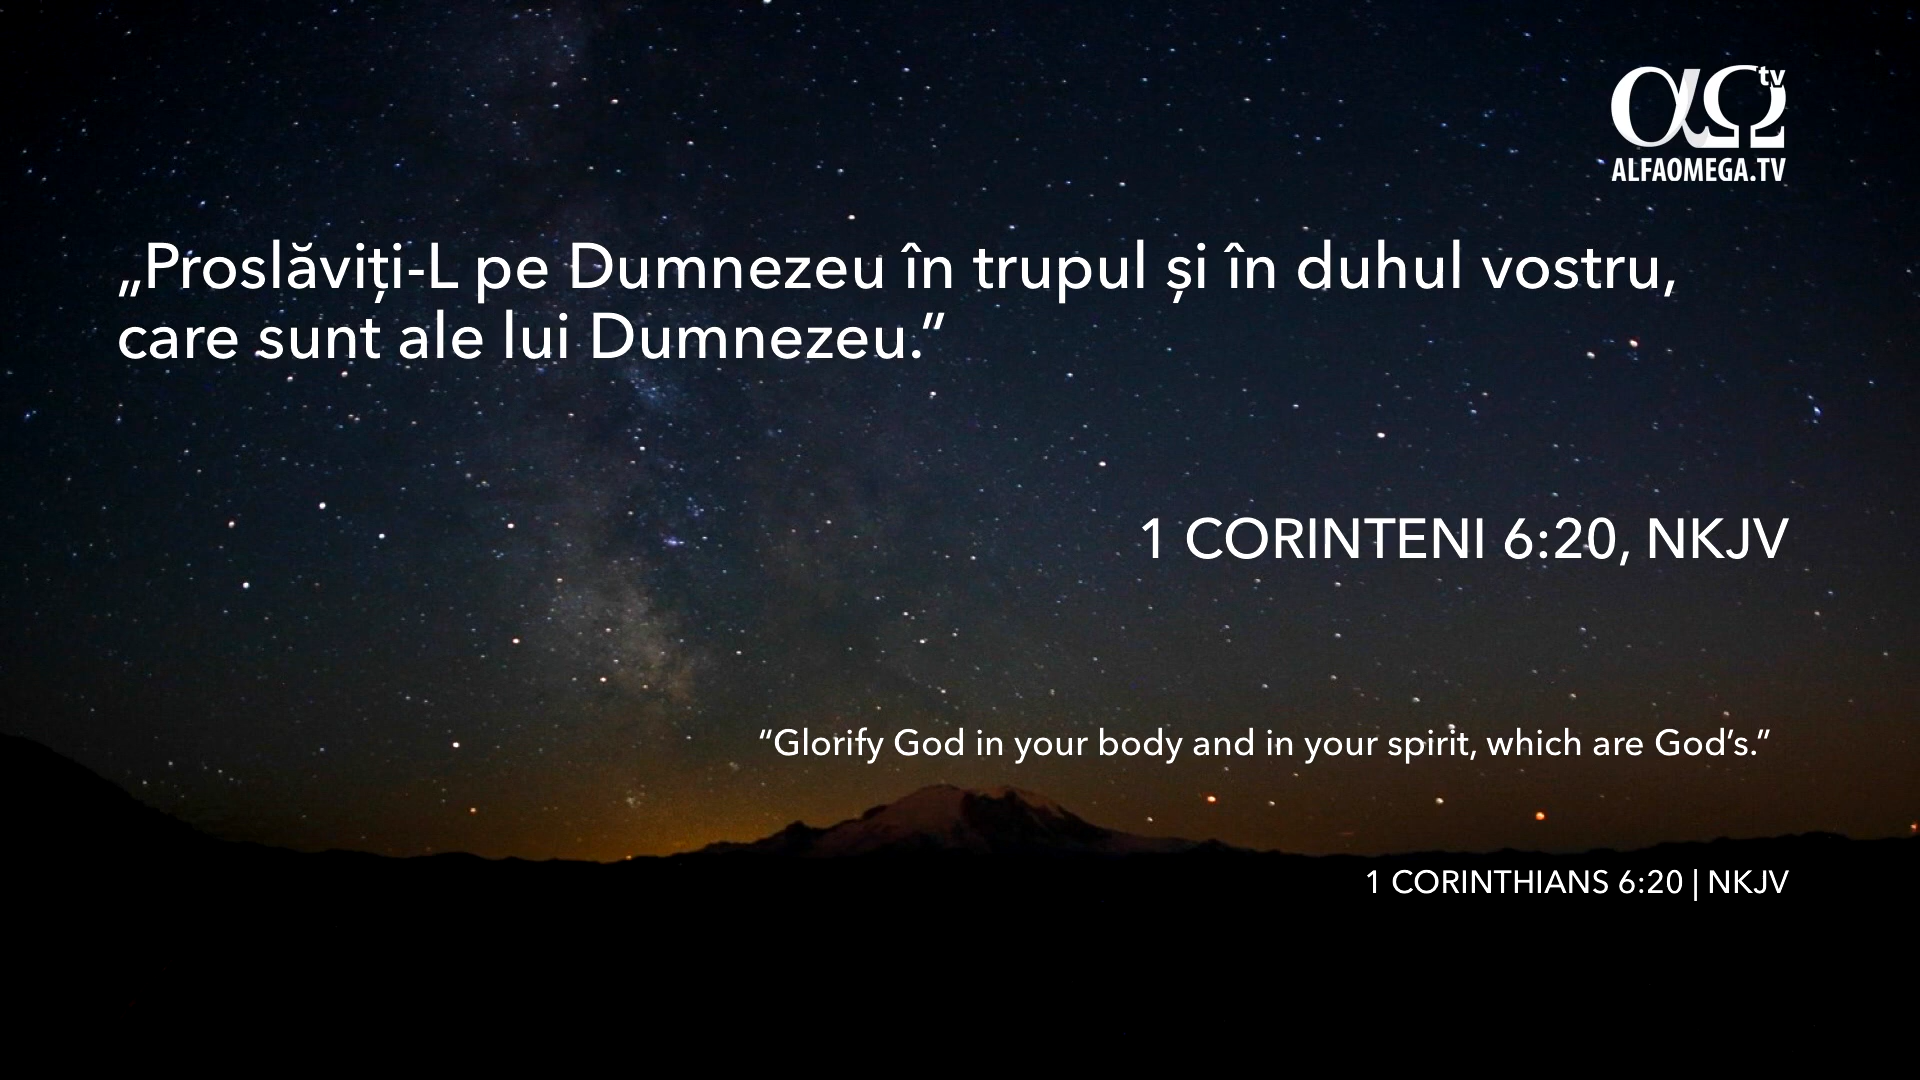 αΩ tv
ALFAOMEGA.TV
„Proslăviți-L pe Dumnezeu în trupul și în duhul vostru,
care sunt ale lui Dumnezeu.”
1 CORINTENI 6:20, NKJV
“Glorify God in your body and in your spirit, which are God’s.”
1 CORINTHIANS 6:20 | NKJV